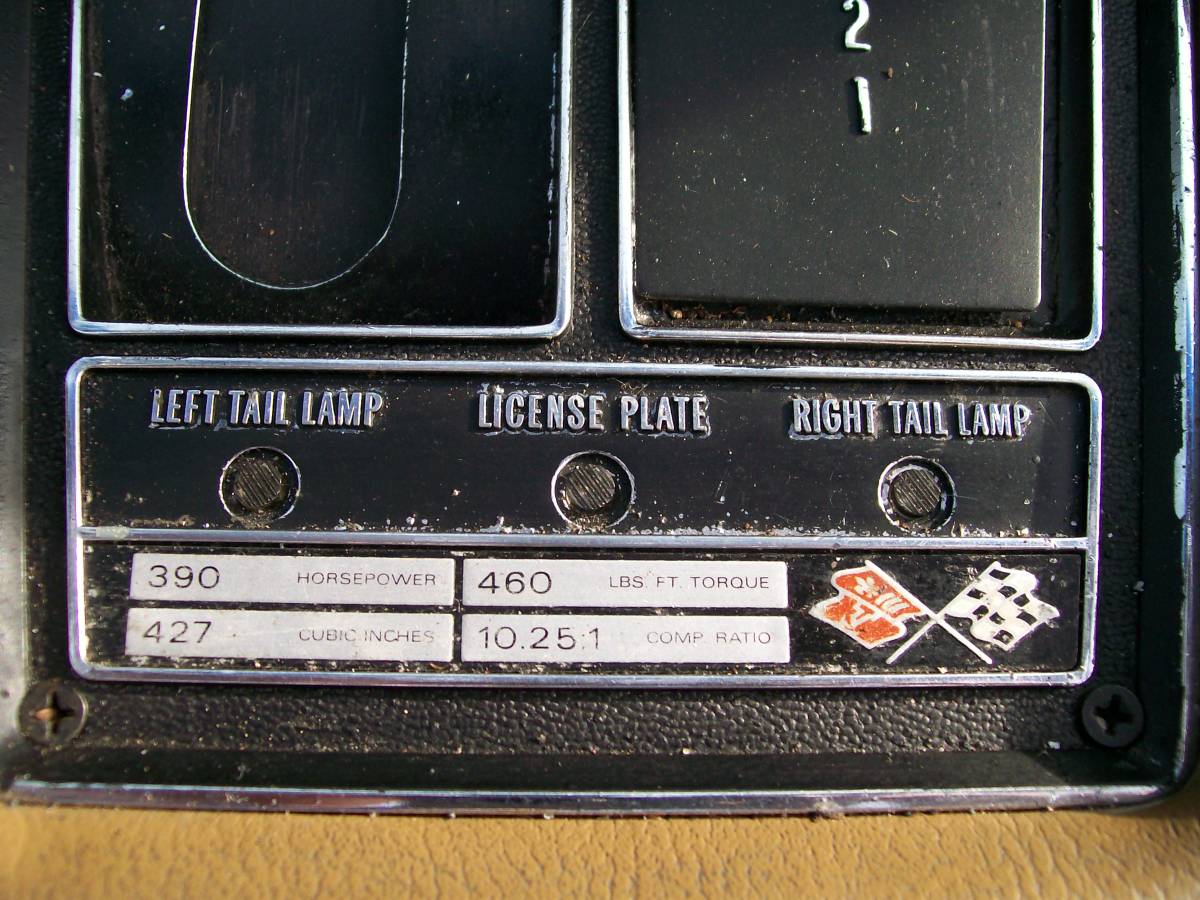 2
1
LEFT TAIL LAMP
LICENSE PLATE
RIGHT TAIL LAMP
390 HORSEPOWER
460 LBS. FT. TORQUE
427 CUBIC INCHES
10.25:1 COMP. RATIO